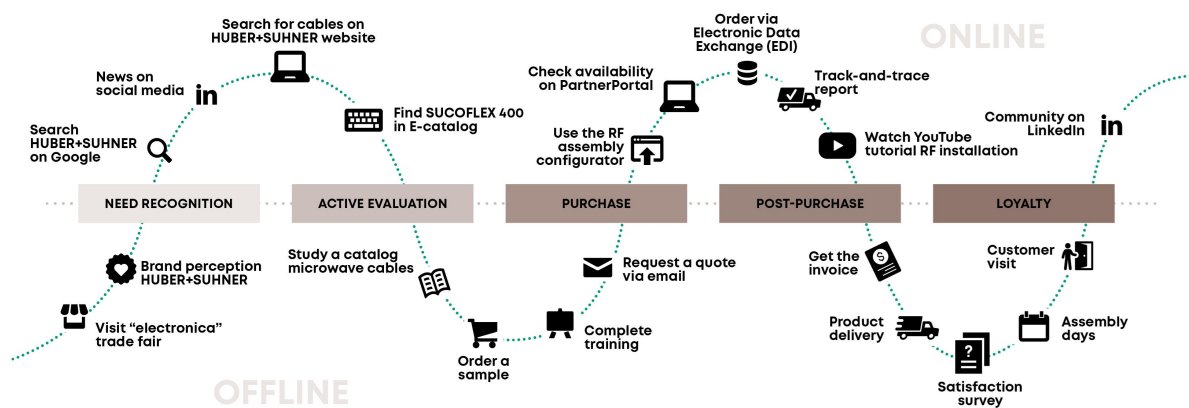 ONLINE
Search for cables on
HUBER+SUHNER website
News on
social media
in
Search
HUBER+SUHNER
on Google
Find SUCOFLEX 400
in E-catalog
Order via
Electronic Data
Exchange (EDI)
Check availability
on PartnerPortal
Use the RF
assembly
configurator
Track-and-trace
report
Watch YouTube
tutorial RF installation
Community on
LinkedIn
in
NEED RECOGNITION
ACTIVE EVALUATION
PURCHASE
POST-PURCHASE
LOYALTY
Brand perception
HUBER+SUHNER
Visit “electronica”
trade fair
Study a catalog
microwave cables
Order a
sample
Complete
training
Request a quote
via email
Get the
invoice
$
Product
delivery
?
Satisfaction
survey
Assembly
days
Customer
visit
OFFLINE